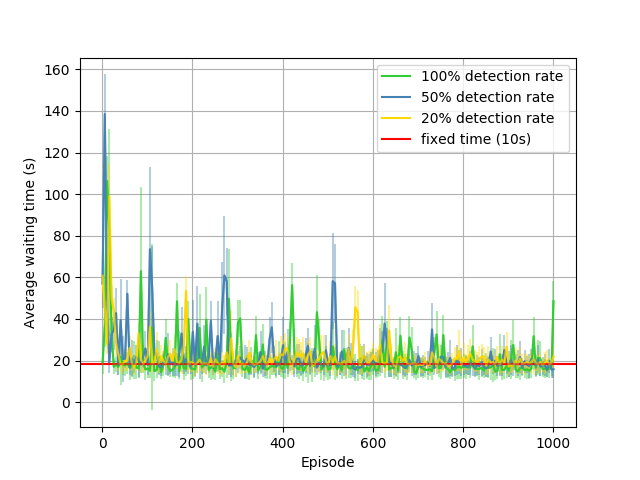 160
140
120
100
80
60
40
20
0
Average waiting time (s)
100% detection rate
50% detection rate
20% detection rate
fixed time (10s)
0 200 400 600 800 1000
Episode